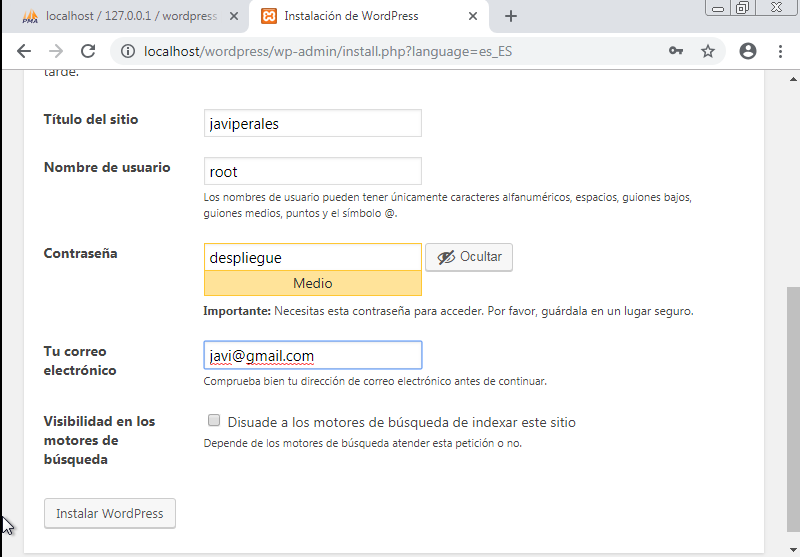 localhost / 127.0.0.1 / wordpress
Instalación de WordPress
localhost/wordpress/wp-admin/install.php?language=es_ES
tarde.
Título del sitio
javiperales
Nombre de usuario
root
Los nombres de usuario pueden tener únicamente caracteres alfanuméricos, espacios, guiones bajos,
guiones medios, puntos y el símbolo @.
Contraseña
despliegue
Ocultar
Medio
Importante: Necesitas esta contraseña para acceder. Por favor, guárdala en un lugar seguro.
Tu correo
electrónico
javi@gmail.com
Comprueba bien tu dirección de correo electrónico antes de continuar.
Visibilidad en los
motores de
búsqueda
Disuade a los motores de búsqueda de indexar este sitio
Depende de los motores de búsqueda atender esta petición o no.
Instalar WordPress